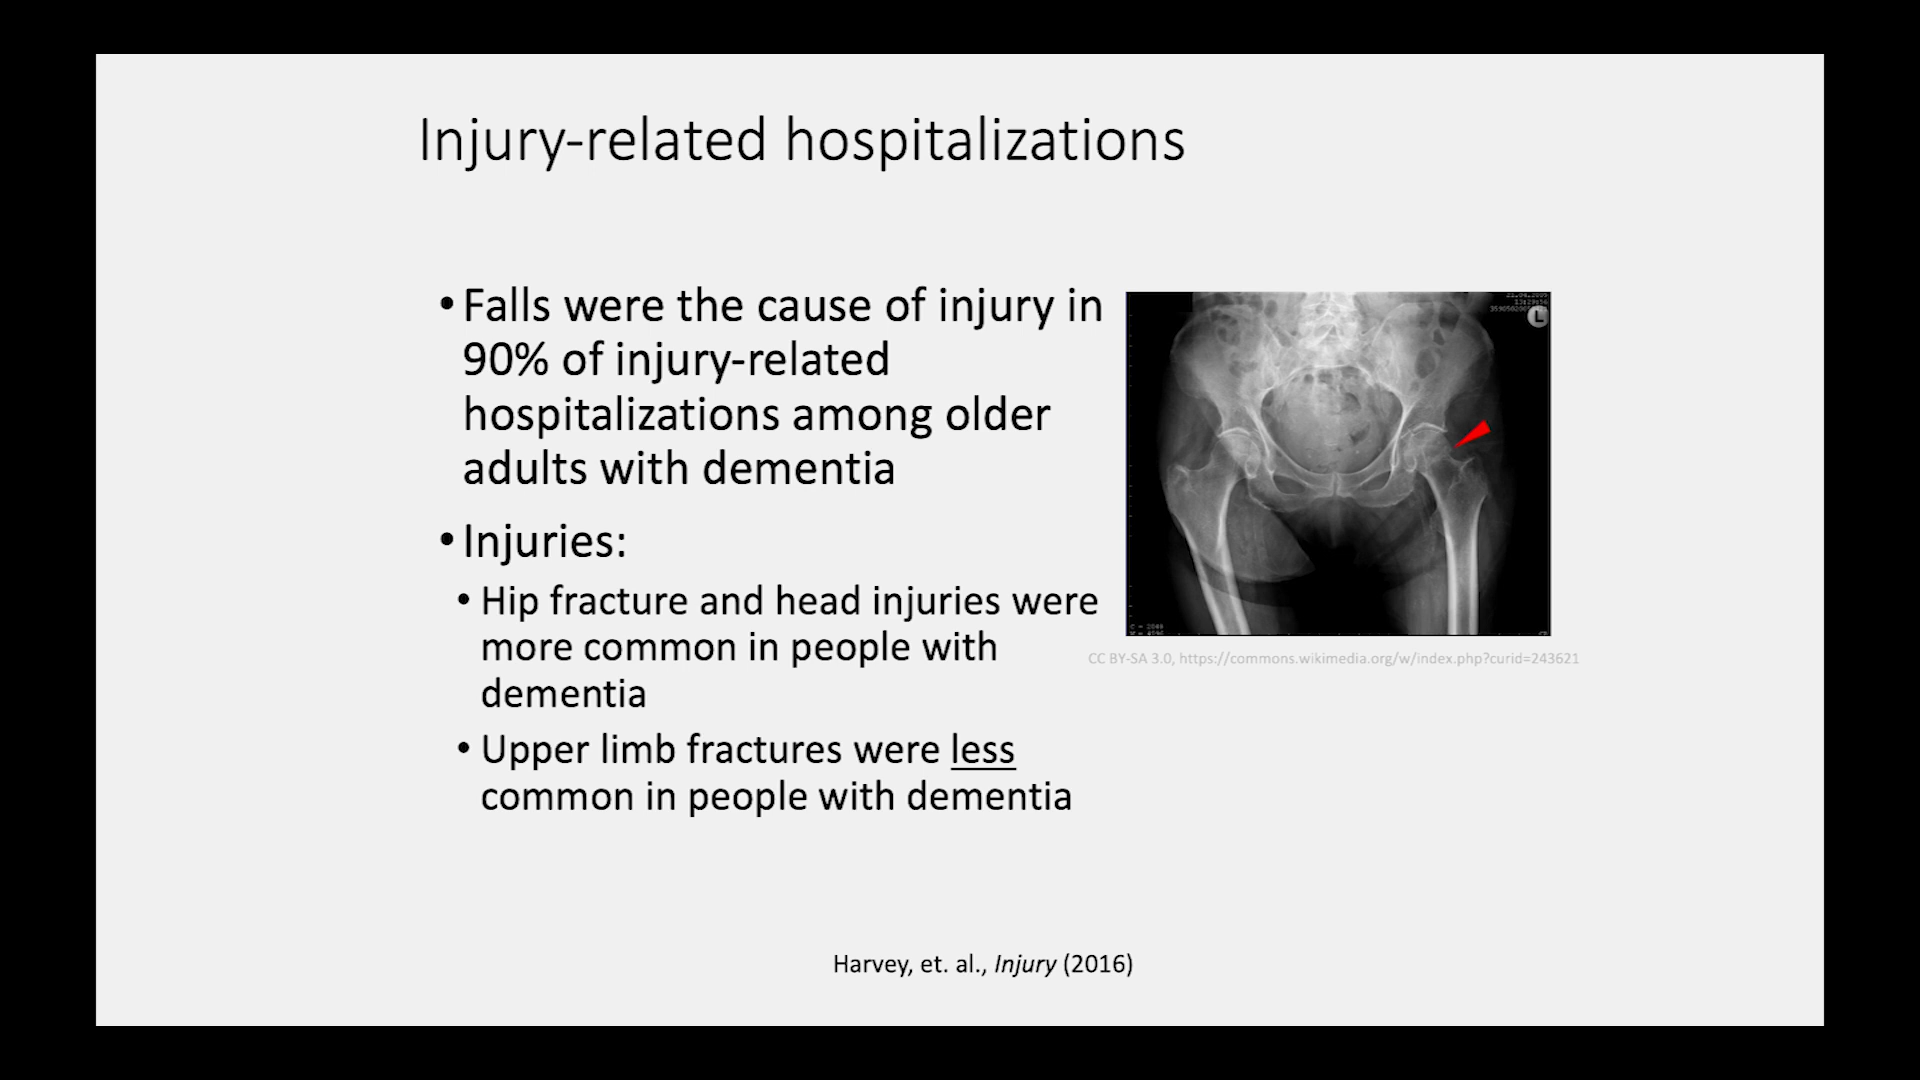 Injury-related hospitalizations
•Falls were the cause of injury in
90% of injury-related
hospitalizations among older
adults with dementia
•Injuries:
• Hip fracture and head injuries were
more common in people with
dementia
• Upper limb fractures were less
common in people with dementia
L
CC BY-SA 3.0, https://commons.wikimedia.org/w/index.php?curid=243621
Harvey, et. al., Injury (2016)